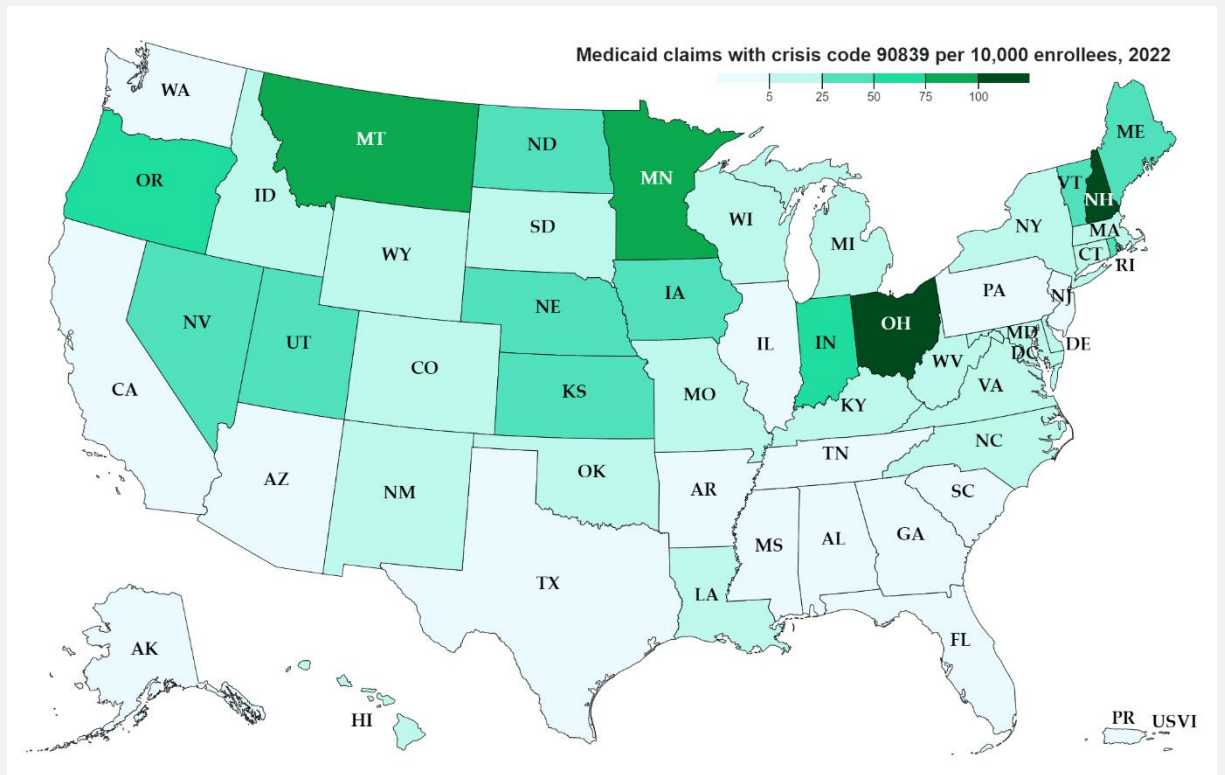 Medicaid claims with crisis code 90839 per 10,000 enrollees, 2022
5 25 50 75 100
WA
MT
ND
MN
ME
OR
ID
SD
WI
MI
VT
NH
NY
MA
CT
RI
WY
IA
NE
PA
NJ
NV
UT
CO
IL
IN
OH
MD
DE
DC
WV
VA
CA
KS
MO
KY
NC
AZ
NM
OK
AR
TN
SC
MS
AL
GA
TX
LA
FL
AK
HI
PR
USVI